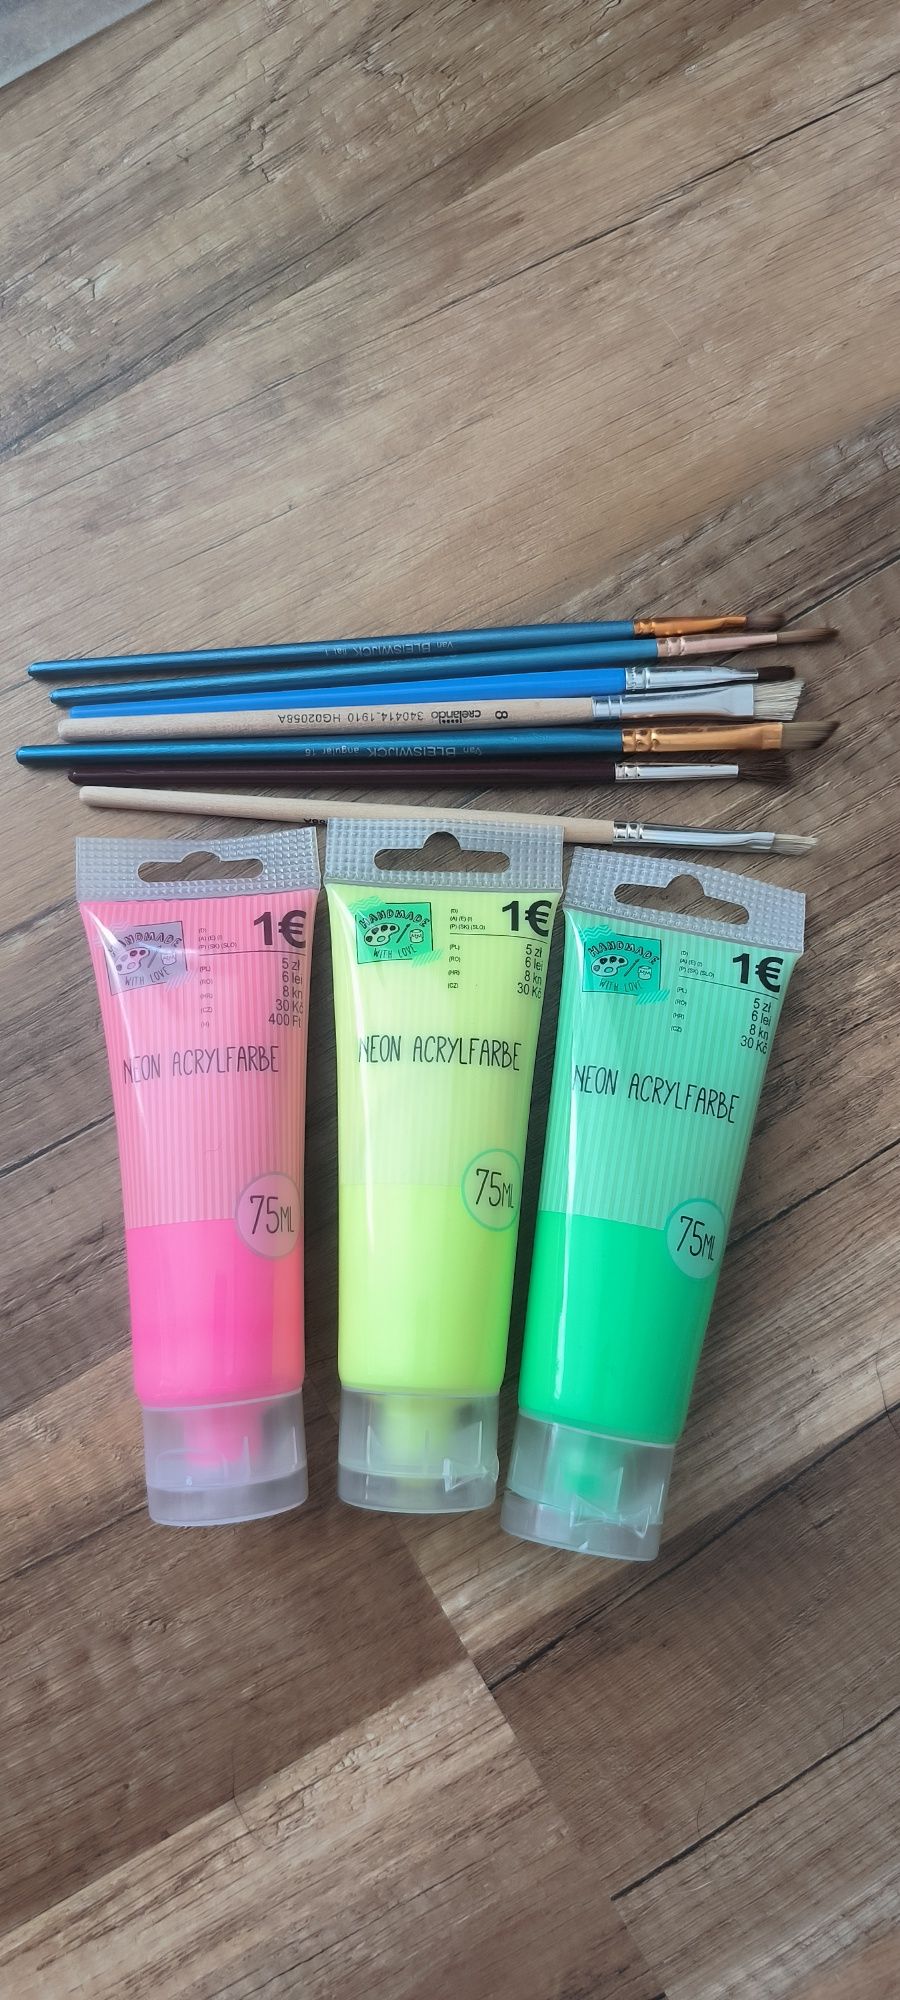 Van BLEISWIJCK flat 1
crelando 340414.1910 HG02058A
8
Van BLEISWIJCK angular 16
HANDMADE
WITH LOVE
(D)
(A) (E) (I)
(P) (SK) (SLO)
1€
(PL) 5 zł
(RO) 6 lei
(HR) 8 kn
(CZ) 30 Kč
(H) 400 Ft
NEON ACRYLFARBE
75ML
HANDMADE
WITH LOVE
(D)
(A) (E) (I)
(P) (SK) (SLO)
1€
(PL) 5 zł
(RO) 6 lei
(HR) 8 kn
(CZ) 30 Kč
NEON ACRYLFARBE
75ML
HANDMADE
WITH LOVE
(D)
(A) (E) (I)
(P) (SK) (SLO)
1€
(PL) 5 zł
(RO) 6 lei
(HR) 8 kn
(CZ) 30 Kč
NEON ACRYLFARBE
75ML